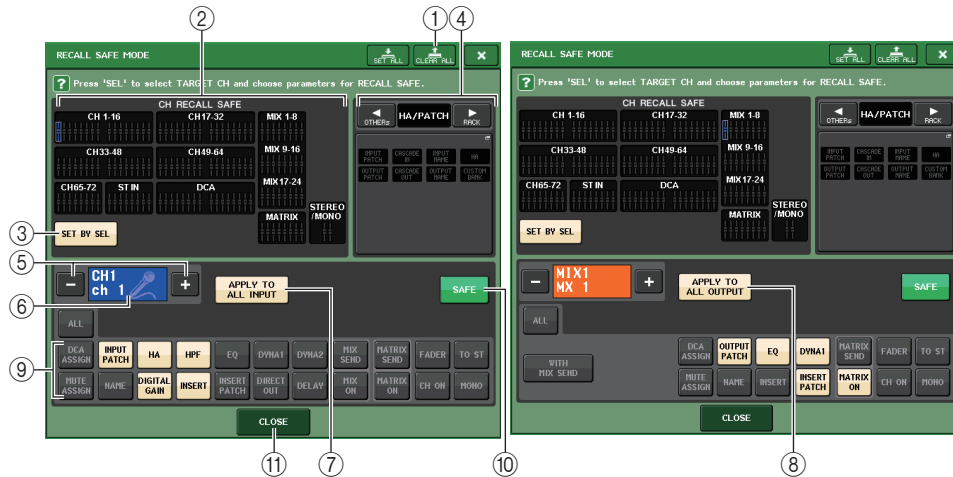 ② ① ④
RECALL SAFE MODE
SET ALL
CLEAR ALL
×
? Press 'SEL' to select TARGET CH and choose parameters for RECALL SAFE.
CH RECALL SAFE
CH 1-16
CH17-32
MIX 1-8
CH33-48
CH49-64
MIX 9-16
CH65-72
ST IN
DCA
MIX17-24
MATRIX
STEREO
/MONO
③ SET BY SEL
OTHERs
HA/PATCH
RACK
INPUT PATCH
CASCADE IN
INPUT NAME
HA
OUTPUT PATCH
CASCADE OUT
OUTPUT NAME
CUSTOM BANK
⑤ −
CH1
ch 1
+
⑥
APPLY TO
ALL INPUT
SAFE
⑩
ALL
⑨
DCA ASSIGN
INPUT PATCH
HA
HPF
EQ
DYNA1
DYNA2
MIX SEND
MATRIX SEND
FADER
TO ST
MUTE ASSIGN
NAME
DIGITAL GAIN
INSERT
INSERT PATCH
DIRECT OUT
DELAY
MIX ON
MATRIX ON
CH ON
MONO
CLOSE
⑪ ⑦
RECALL SAFE MODE
SET ALL
CLEAR ALL
×
? Press 'SEL' to select TARGET CH and choose parameters for RECALL SAFE.
CH RECALL SAFE
CH 1-16
CH17-32
MIX 1-8
CH33-48
CH49-64
MIX 9-16
CH65-72
ST IN
DCA
MIX17-24
MATRIX
STEREO
/MONO
SET BY SEL
OTHERs
HA/PATCH
RACK
INPUT PATCH
CASCADE IN
INPUT NAME
HA
OUTPUT PATCH
CASCADE OUT
OUTPUT NAME
CUSTOM BANK
−
MIX1
MX 1
+
APPLY TO
ALL OUTPUT
SAFE
ALL
WITH
MIX SEND
DCA ASSIGN
OUTPUT PATCH
EQ
DYNA1
MATRIX SEND
FADER
TO ST
MUTE ASSIGN
NAME
INSERT
INSERT PATCH
MATRIX ON
CH ON
MONO
CLOSE
⑧